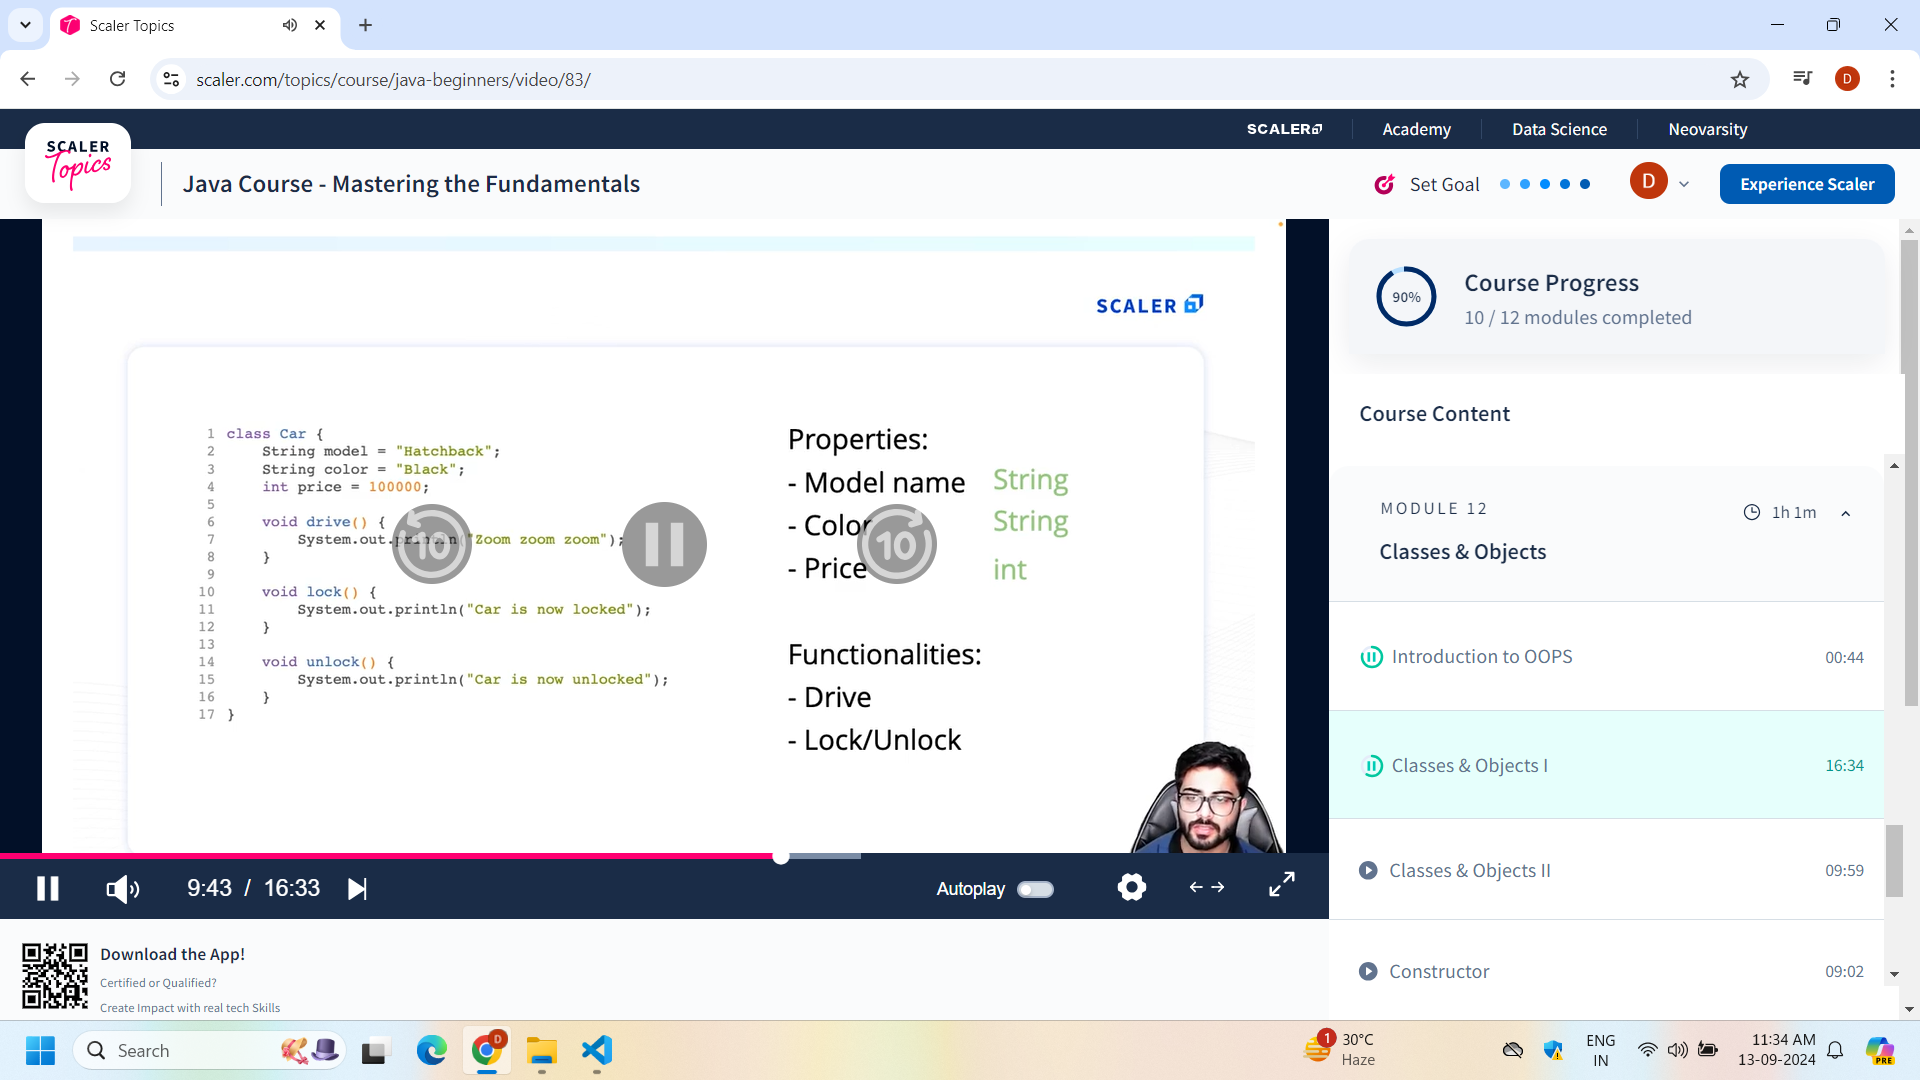 Scaler Topics
scaler.com/topics/course/java-beginners/video/83/
D
SCALER
Academy
Data Science
Neovarsity
SCALER
Topics
Java Course - Mastering the Fundamentals
Set Goal
D
Experience Scaler
SCALER
1 class Car {
2 String model = "Hatchback";
3 String color = "Black";
4 int price = 100000;
5
6 void drive() {
7 System.out.println("Zoom zoom zoom");
8 }
9
10 void lock() {
11 System.out.println("Car is now locked");
12 }
13
14 void unlock() {
15 System.out.println("Car is now unlocked");
16 }
17 }
10
10
Properties:
- Model name String
- Color String
- Price int
Functionalities:
- Drive
- Lock/Unlock
9:43 / 16:33
Autoplay
90%
Course Progress
10 / 12 modules completed
Course Content
MODULE 12
1h 1m
Classes & Objects
Introduction to OOPS 00:44
Classes & Objects I 16:34
Classes & Objects II 09:59
Constructor 09:02
Download the App!
Certified or Qualified?
Create Impact with real tech Skills
Search
D
1
30°C
Haze
ENG
IN
11:34 AM
13-09-2024
PRE